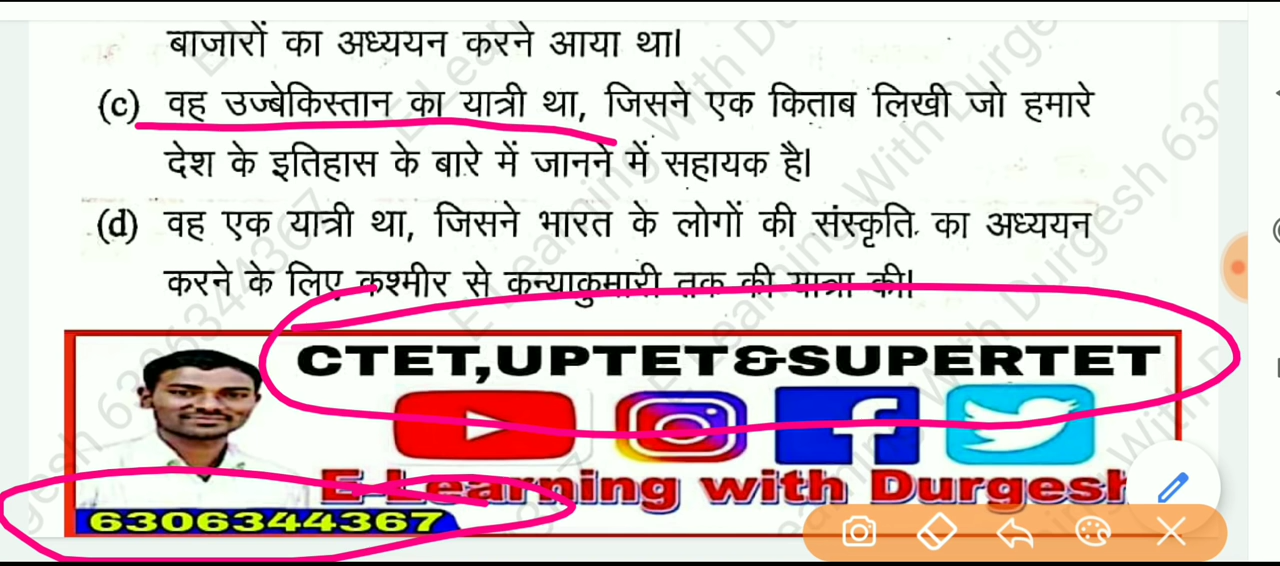 बाजारों का अध्ययन करने आया था।
(c) वह उज्बेकिस्तान का यात्री था, जिसने एक किताब लिखी जो हमारे
देश के इतिहास के बारे में जानने में सहायक है।
(d) वह एक यात्री था, जिसने भारत के लोगों की संस्कृति का अध्ययन
करने के लिए कश्मीर से कन्याकुमारी तक की यात्रा की।
CTET,UPTET&SUPERTET
E-Learning with Durgesh
6306344367